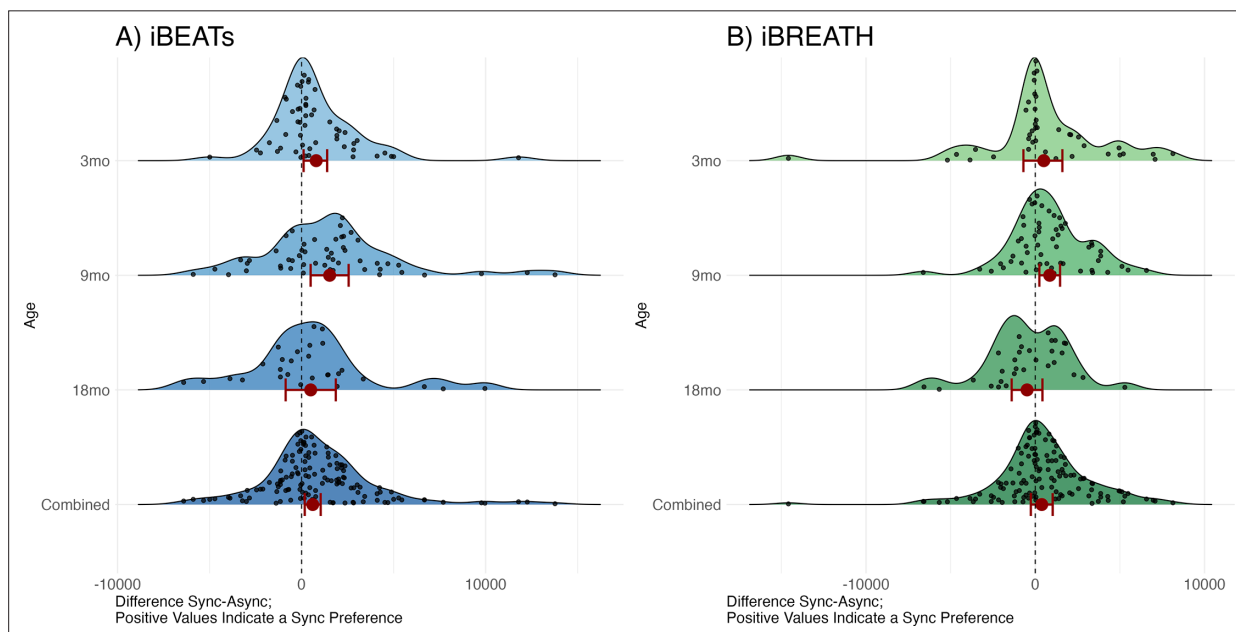 A) iBEATs
3mo
9mo
18mo
Combined
Age
-10000
0
10000
Difference Sync-Async;
Positive Values Indicate a Sync Preference
B) iBREATH
3mo
9mo
18mo
Combined
Age
-10000
0
10000
Difference Sync-Async;
Positive Values Indicate a Sync Preference